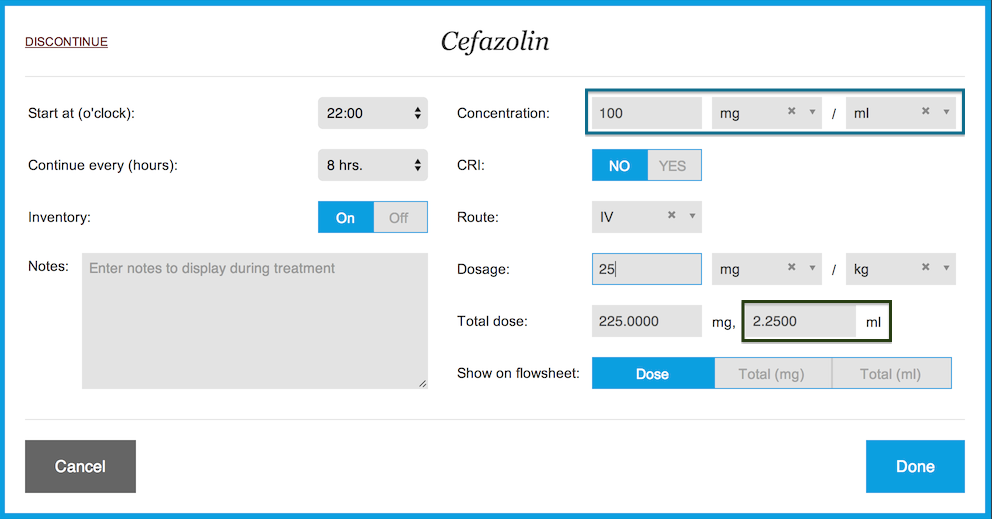 DISCONTINUE
Cefazolin
Start at (o'clock): 22:00
Continue every (hours): 8 hrs.
Inventory: On Off
Notes: Enter notes to display during treatment
Concentration: 100 mg × / ml ×
CRI: NO YES
Route: IV ×
Dosage: 25 mg × / kg ×
Total dose: 225.0000 mg, 2.2500 ml
Show on flowsheet: Dose Total (mg) Total (ml)
Cancel
Done